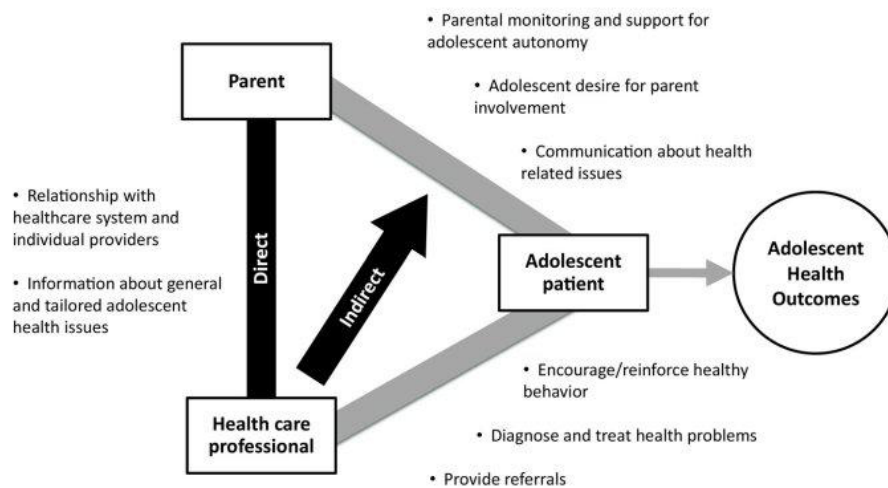 • Parental monitoring and support for
adolescent autonomy
Parent
• Adolescent desire for parent
involvement
• Communication about health
related issues
• Relationship with
healthcare system and
individual providers
• Information about general
and tailored adolescent
health issues
Direct
Indirect
Adolescent
patient
Adolescent
Health
Outcomes
• Encourage/reinforce healthy
behavior
Health care
professional
• Diagnose and treat health problems
• Provide referrals